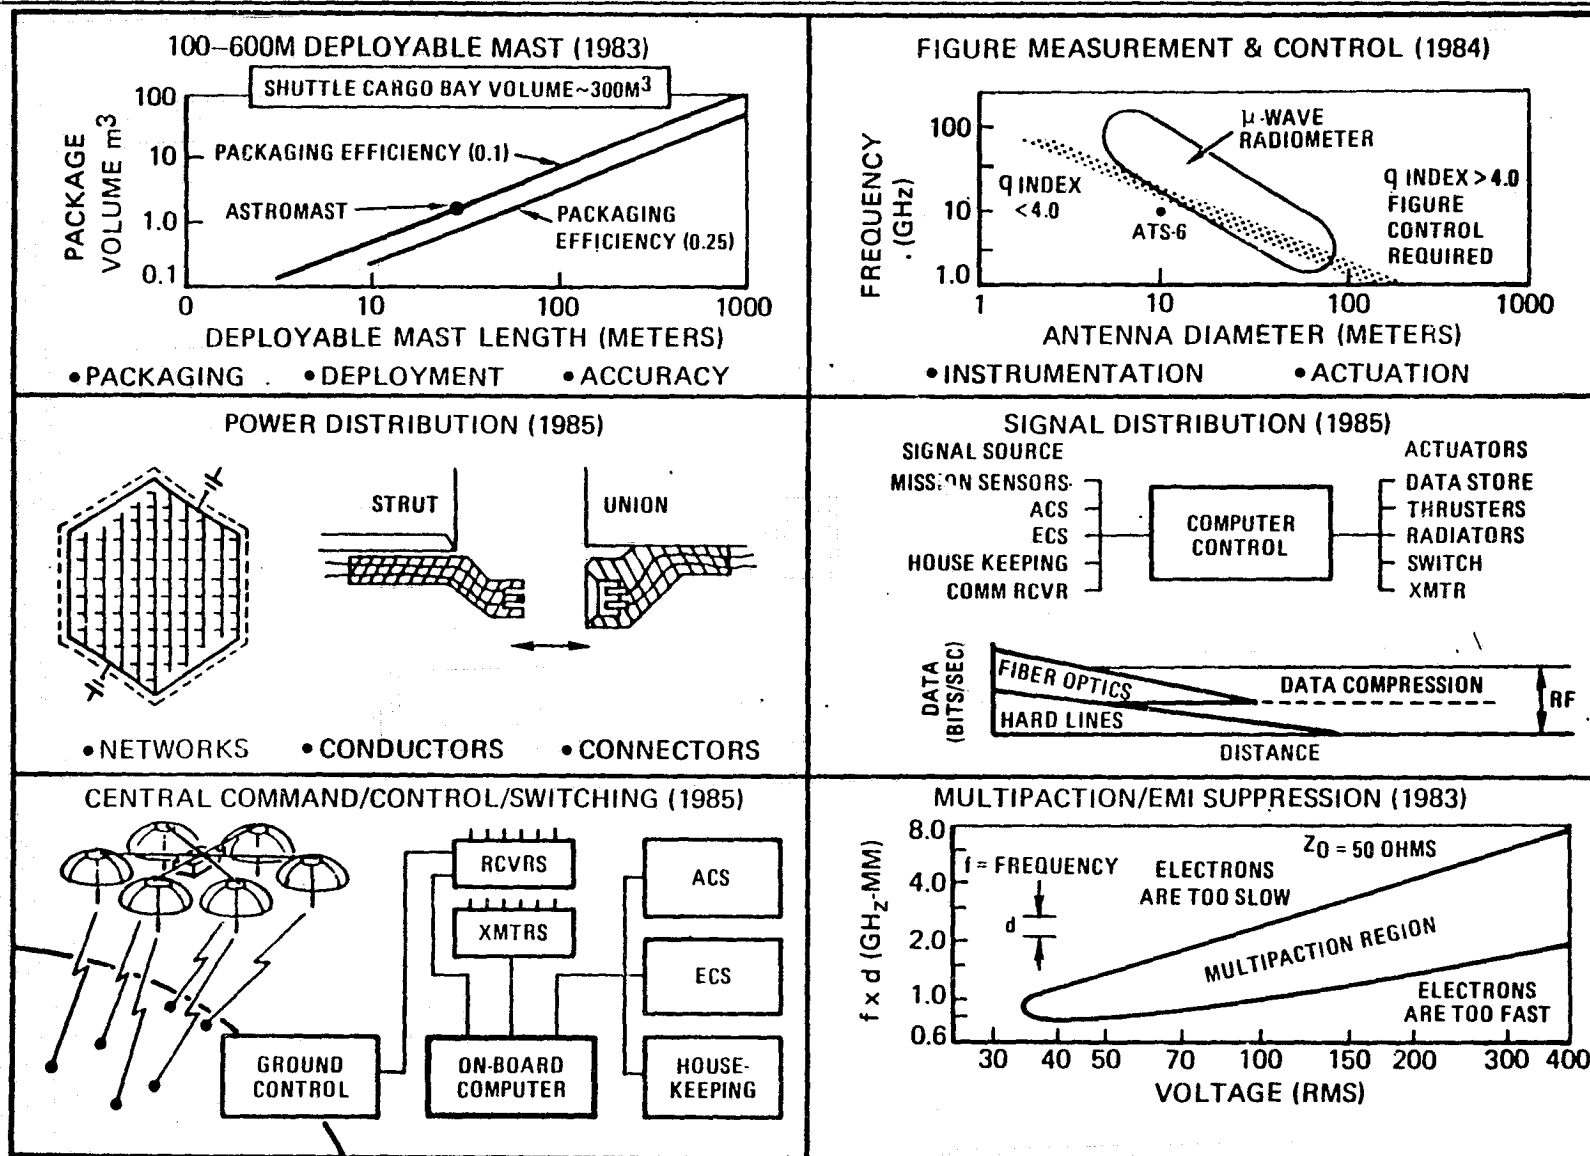 100–600M DEPLOYABLE MAST (1983)
SHUTTLE CARGO BAY VOLUME~300M³
PACKAGE
VOLUME m³
100
10
1.0
0.1
PACKAGING EFFICIENCY (0.1)
ASTROMAST
PACKAGING
EFFICIENCY (0.25)
0
10
100
1000
DEPLOYABLE MAST LENGTH (METERS)
• PACKAGING • DEPLOYMENT • ACCURACY
FIGURE MEASUREMENT & CONTROL (1984)
FREQUENCY
(GHz)
100
10
1.0
μ-WAVE
RADIOMETER
q INDEX
<4.0
ATS-6
q INDEX > 4.0
FIGURE
CONTROL
REQUIRED
1
10
100
1000
ANTENNA DIAMETER (METERS)
• INSTRUMENTATION • ACTUATION
POWER DISTRIBUTION (1985)
STRUT
UNION
• NETWORKS • CONDUCTORS • CONNECTORS
SIGNAL DISTRIBUTION (1985)
SIGNAL SOURCE
MISSION SENSORS
ACS
ECS
HOUSE KEEPING
COMM RCVR
COMPUTER
CONTROL
ACTUATORS
DATA STORE
THRUSTERS
RADIATORS
SWITCH
XMTR
DATA
(BITS/SEC)
FIBER OPTICS
HARD LINES
DATA COMPRESSION
RF
DISTANCE
CENTRAL COMMAND/CONTROL/SWITCHING (1985)
RCVRS
XMTRS
ACS
ECS
GROUND
CONTROL
ON-BOARD
COMPUTER
HOUSE-
KEEPING
MULTIPACTION/EMI SUPPRESSION (1983)
f x d (GHz-MM)
8.0
4.0
2.0
1.0
0.6
f = FREQUENCY
d
ELECTRONS
ARE TOO SLOW
Z0 = 50 OHMS
MULTIPACTION REGION
ELECTRONS
ARE TOO FAST
30
40
50
70
100
150
200
300
400
VOLTAGE (RMS)